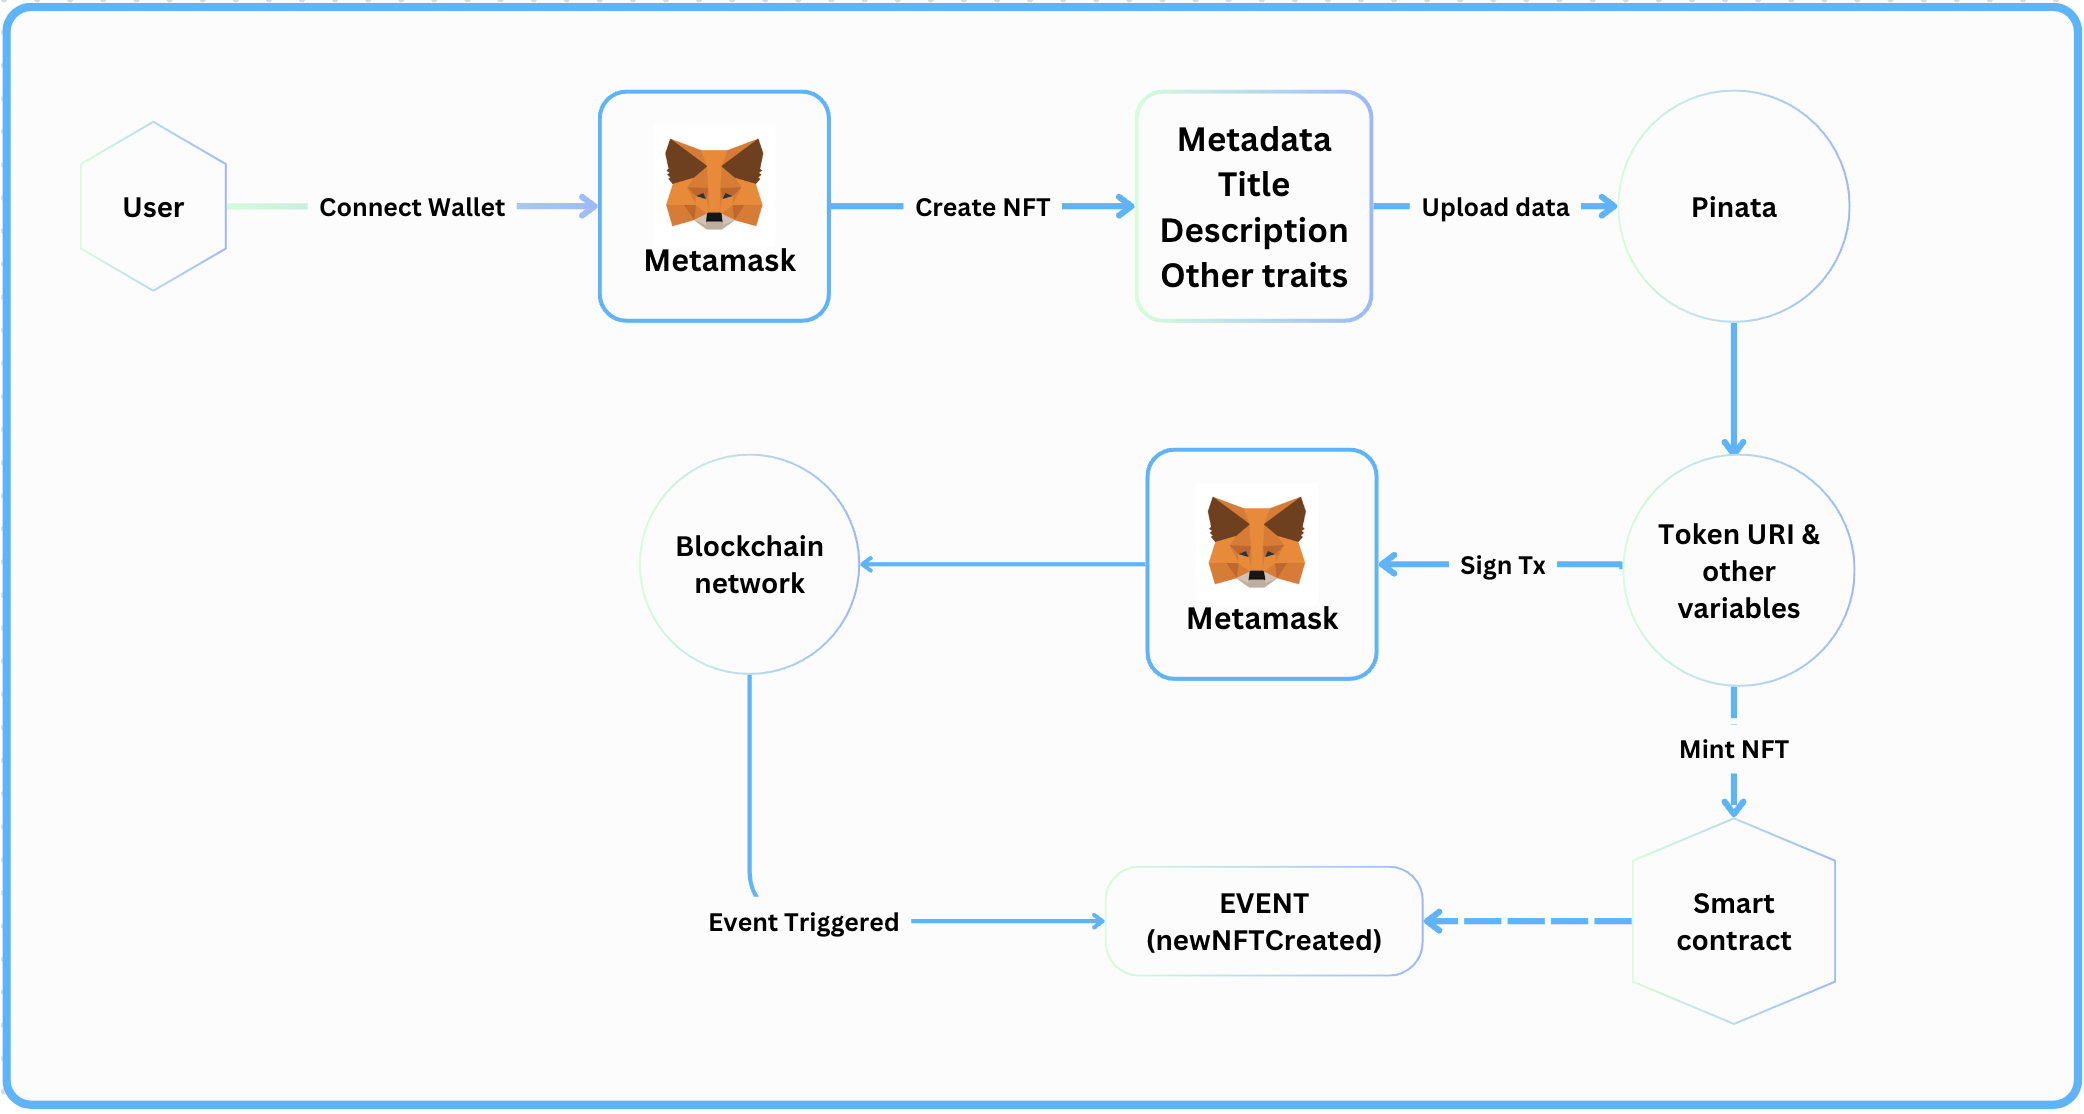 User
Connect Wallet
Metamask
Create NFT
Metadata
Title
Description
Other traits
Upload data
Pinata
Blockchain
network
Metamask
Sign Tx
Token URI &
other
variables
Mint NFT
Event Triggered
EVENT
(newNFTCreated)
Smart
contract